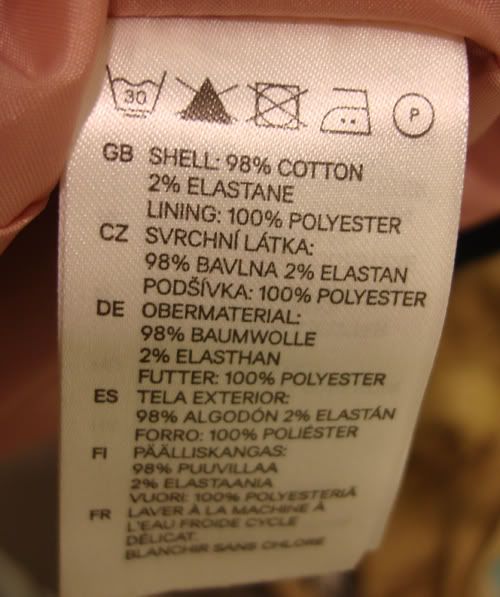 30 P
GB SHELL: 98% COTTON
2% ELASTANE
LINING: 100% POLYESTER
CZ SVRCHNÍ LÁTKA:
98% BAVLNA 2% ELASTAN
PODŠÍVKA: 100% POLYESTER
DE OBERMATERIAL:
98% BAUMWOLLE
2% ELASTHAN
FUTTER: 100% POLYESTER
ES TELA EXTERIOR:
98% ALGODÓN 2% ELASTÁN
FORRO: 100% POLIÉSTER
FI PÄÄLLISKANGAS:
98% PUUVILLAA
2% ELASTAANIA
VUORI: 100% POLYESTERIÄ
FR LAVER À LA MACHINE À
L'EAU FROIDE CYCLE
DÉLICAT.
BLANCHIR SANS CHLORE